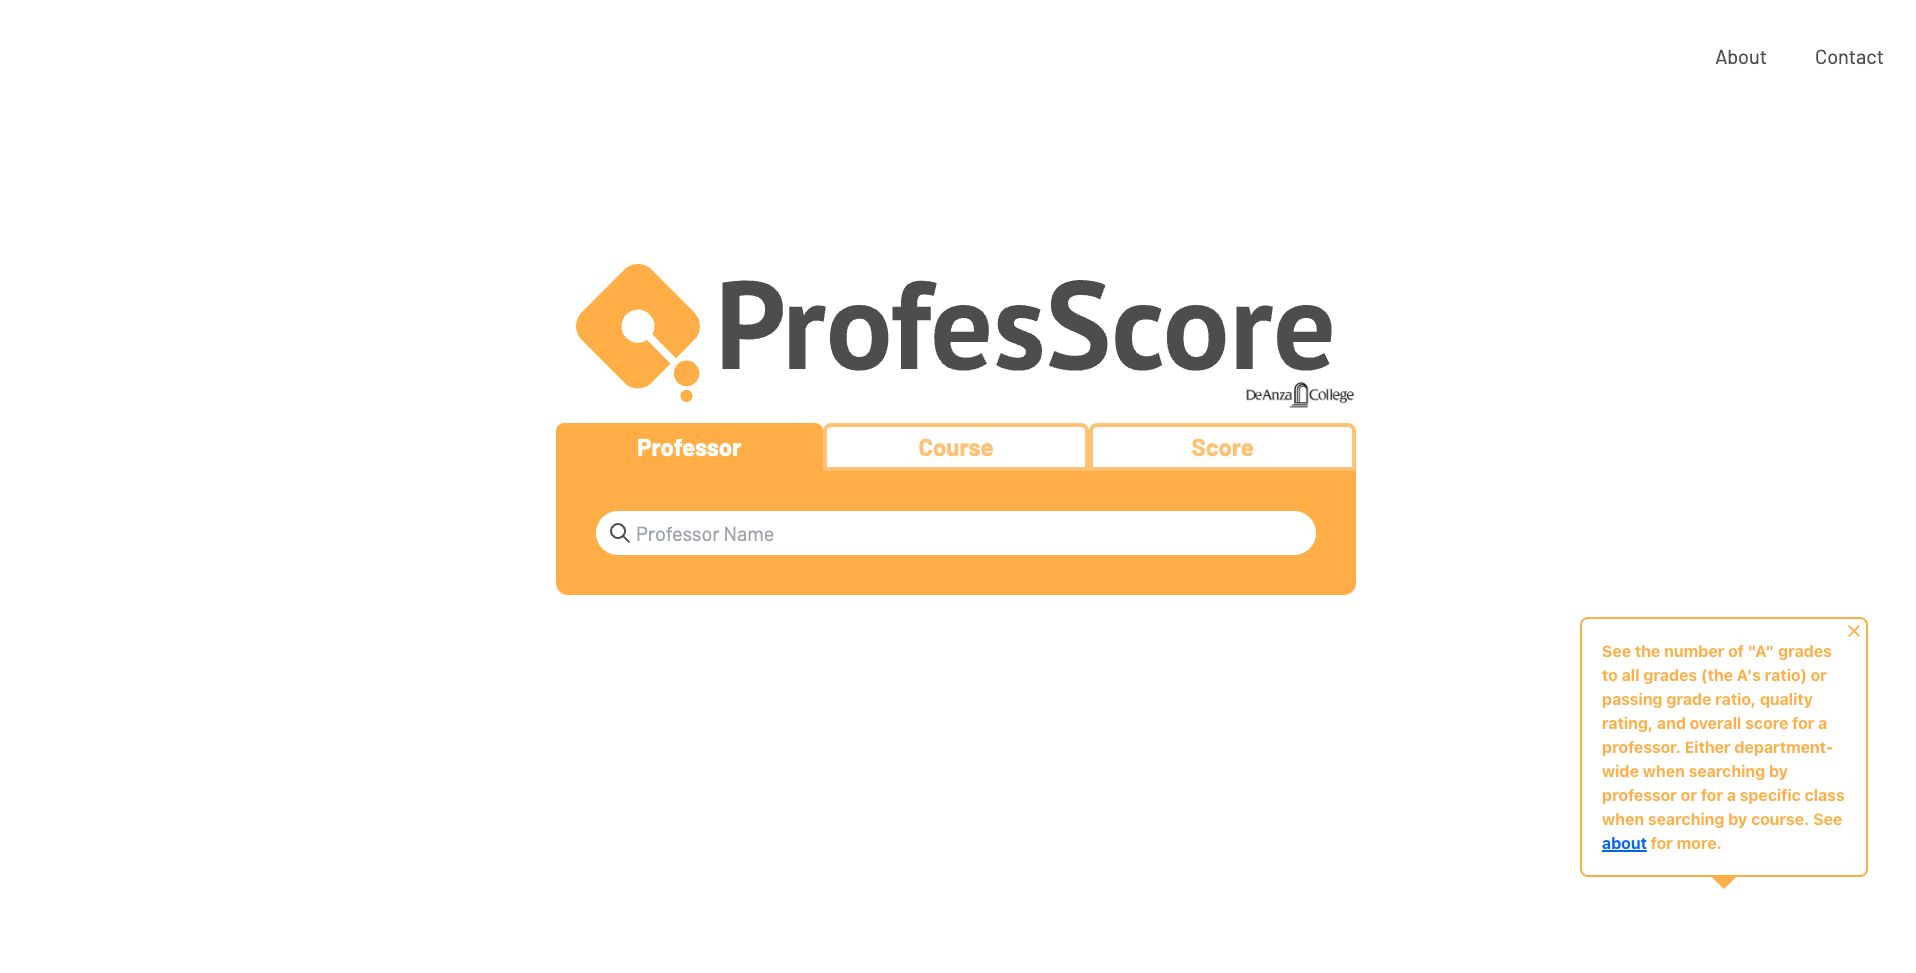 About
Contact
ProfesScore
DeAnza College
Professor
Course
Score
Professor Name
See the number of "A" grades
to all grades (the A's ratio) or
passing grade ratio, quality
rating, and overall score for a
professor. Either department-
wide when searching by
professor or for a specific class
when searching by course. See
about for more.